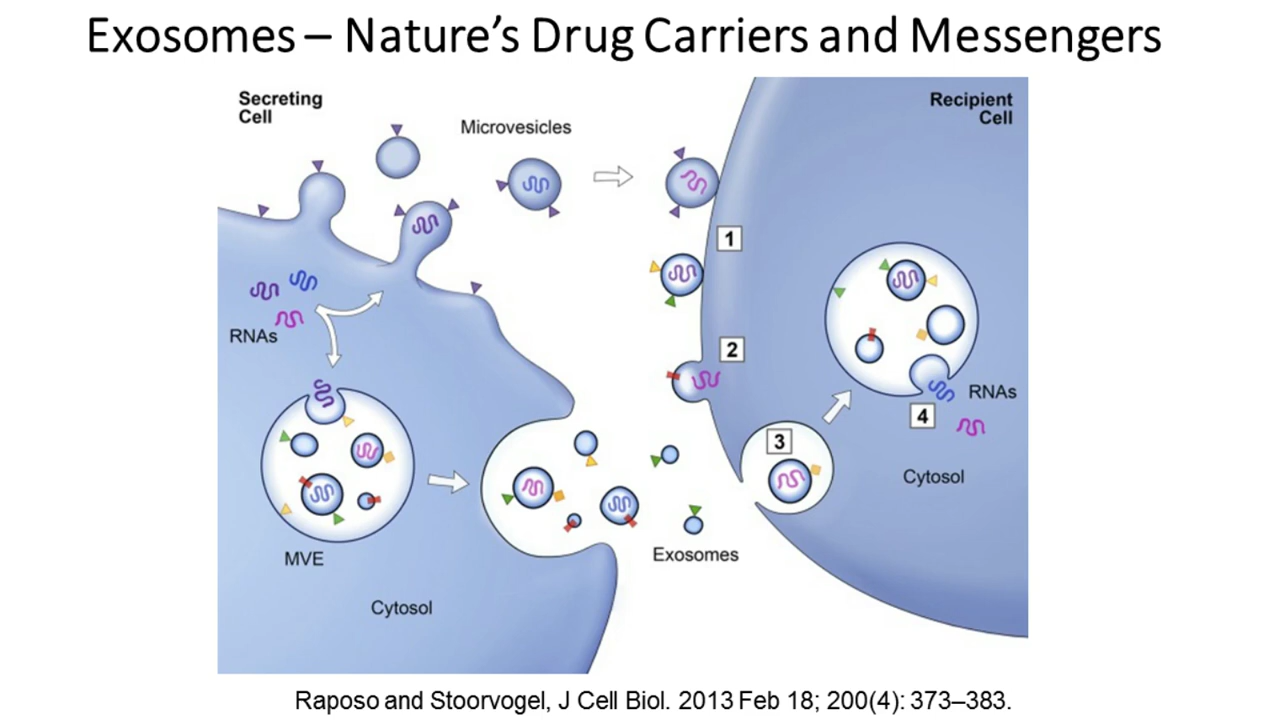 Exosomes – Nature's Drug Carriers and Messengers
Secreting
Cell
Microvesicles
Recipient
Cell
1
RNAs
2
RNAs
4
3
Cytosol
MVE
Exosomes
Cytosol
Raposo and Stoorvogel, J Cell Biol. 2013 Feb 18; 200(4): 373–383.